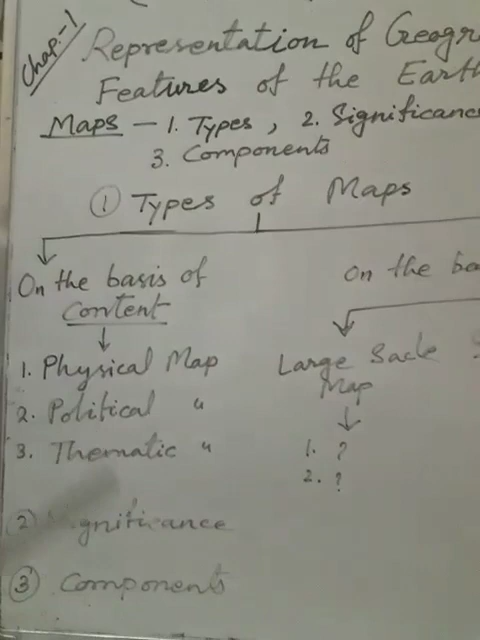 Chap:-1
Representation of Geogr
Features of the Earth
Maps - 1. Types, 2. Significance
3. Components
① Types of Maps
On the basis of
Content
1. Physical Map
2. Political "
3. Thematic "
On the ba
Large Sacle
Map
1. ?
2. ?
② Significance
③ Components